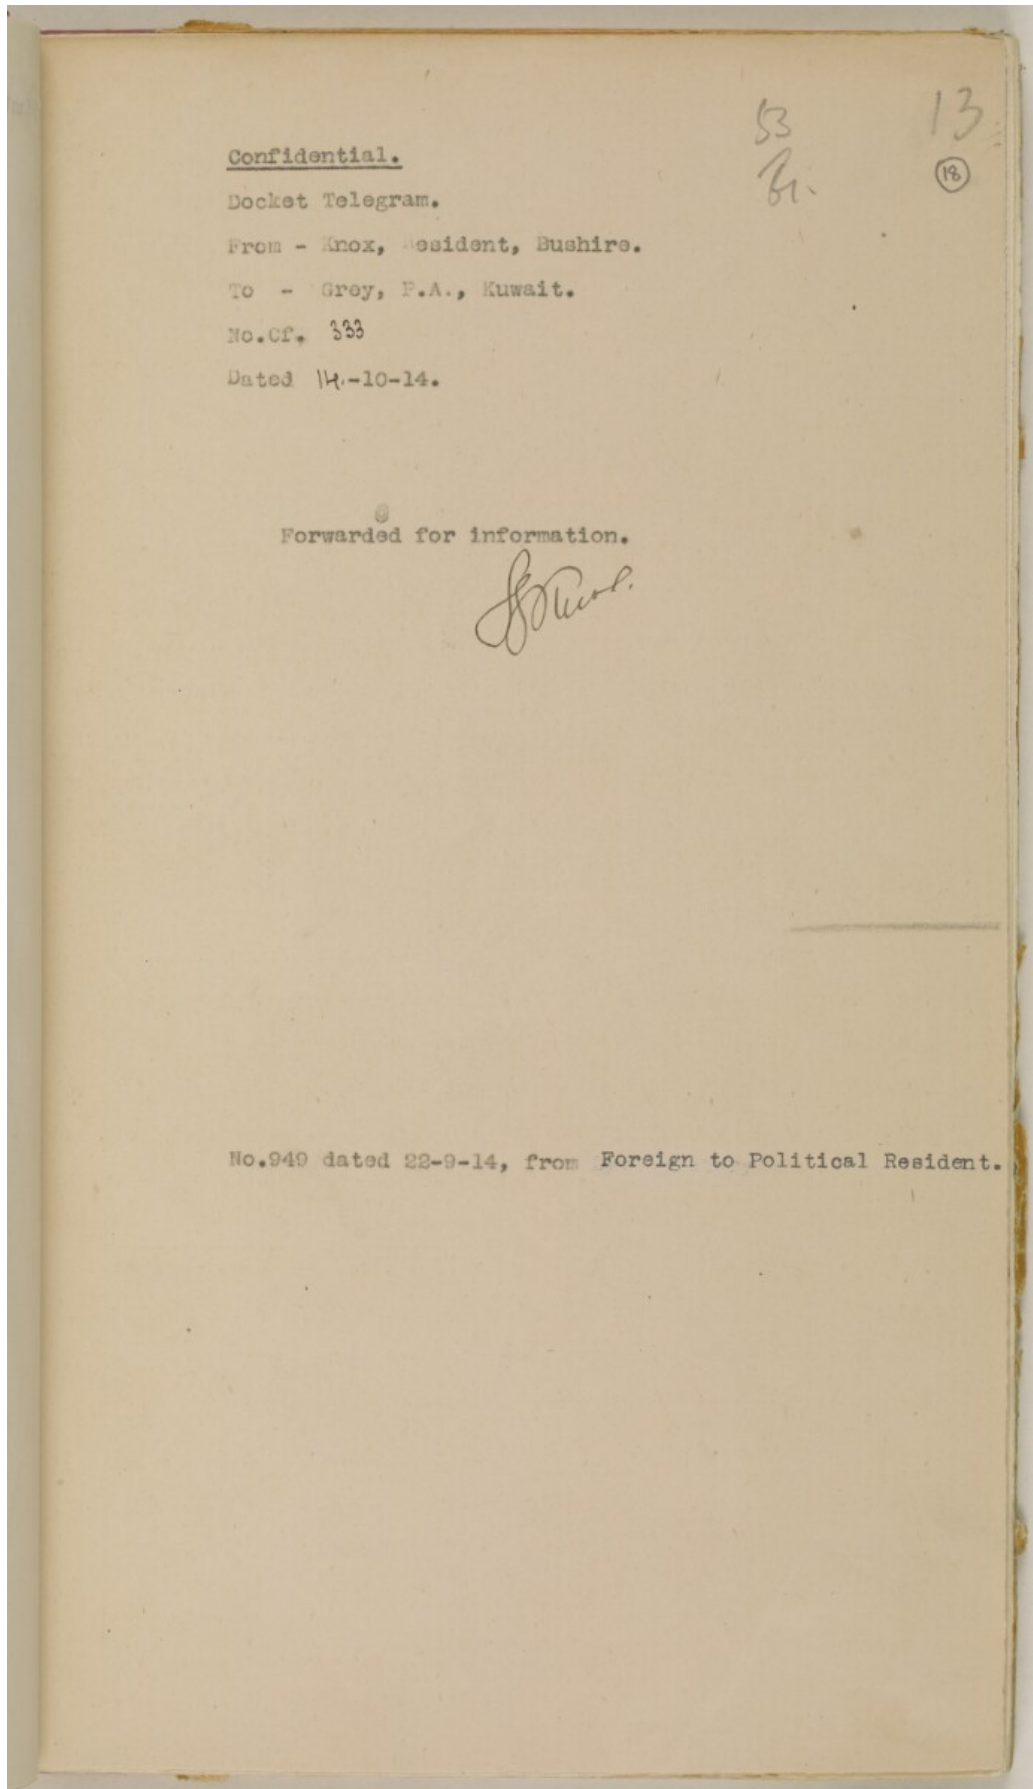 53
13
18
Confidential.
Docket Telegram.
From - Knox, Resident, Bushire.
To - Grey, P.A., Kuwait.
No.Cf. 333
Dated 14.-10-14.
Forwarded for information.
No.949 dated 22-9-14, from Foreign to Political Resident.